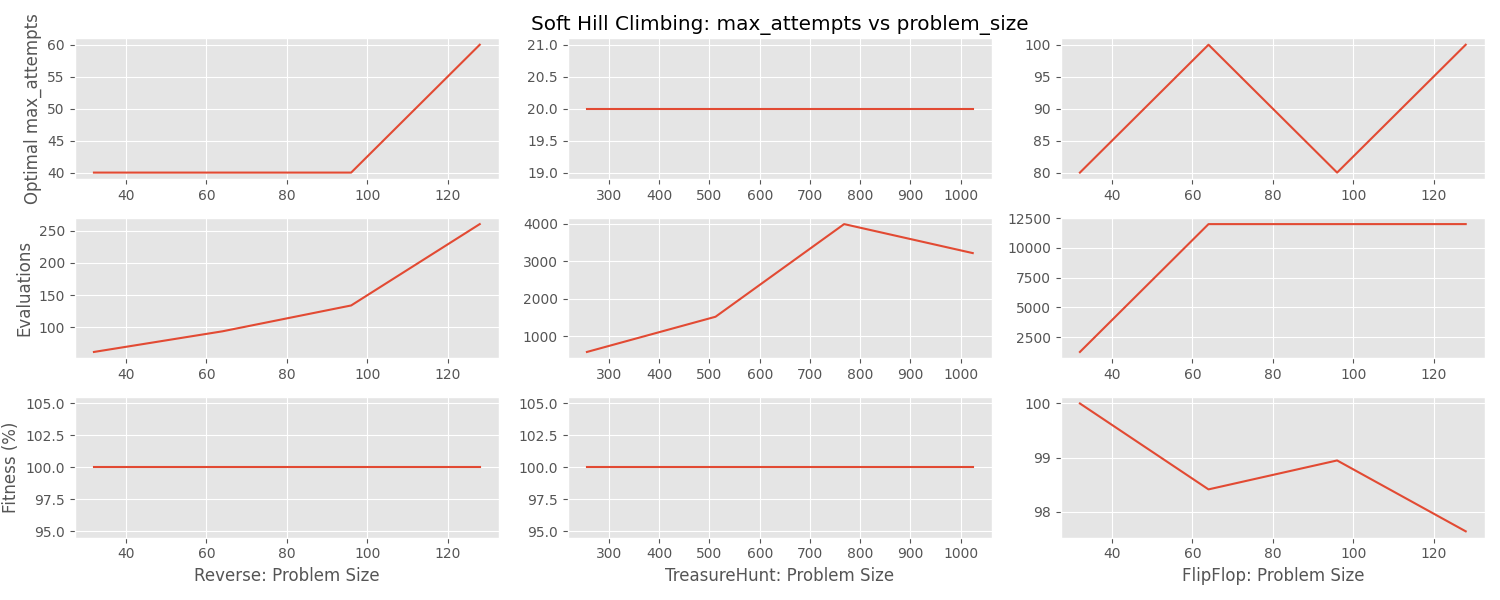 Soft Hill Climbing: max_attempts vs problem_size
Optimal max_attempts
60
55
50
45
40
40 60 80 100 120
21.0
20.5
20.0
19.5
19.0
300 400 500 600 700 800 900 1000
100
95
90
85
80
40 60 80 100 120
Evaluations
250
200
150
100
40 60 80 100 120
4000
3000
2000
1000
300 400 500 600 700 800 900 1000
12500
10000
7500
5000
2500
40 60 80 100 120
Fitness (%)
105.0
102.5
100.0
97.5
95.0
40 60 80 100 120
Reverse: Problem Size
105.0
102.5
100.0
97.5
95.0
300 400 500 600 700 800 900 1000
TreasureHunt: Problem Size
100
99
98
40 60 80 100 120
FlipFlop: Problem Size